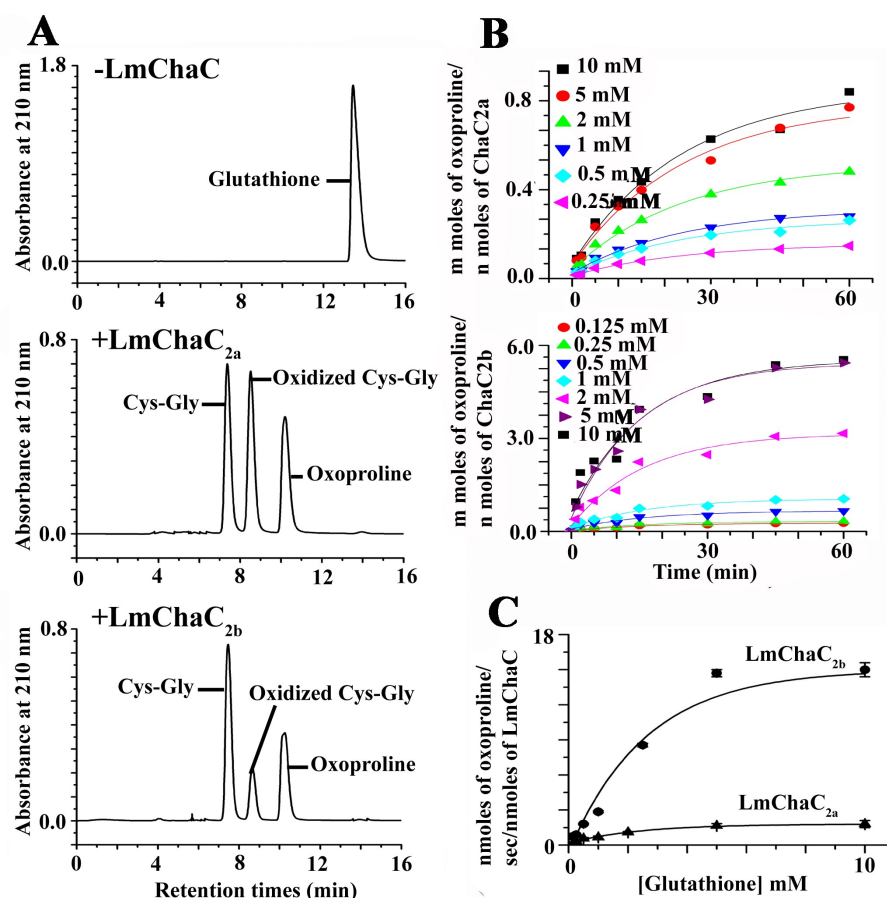 A
-LmChaC
1.8
Absorbance at 210 nm
Glutathione
0.0
0 4 8 12 16
+LmChaC2a
0.8
Absorbance at 210 nm
Cys-Gly
Oxidized Cys-Gly
Oxoproline
0.0
0 4 8 12 16
+LmChaC2b
0.8
Absorbance at 210 nm
Cys-Gly
Oxidized Cys-Gly
Oxoproline
0.0
0 4 8 12 16
Retention times (min)
B
m moles of oxoproline/
n moles of ChaC2a
10 mM
5 mM
2 mM
1 mM
0.5 mM
0.25 mM
0.8
0.4
0.0
0 30 60
m moles of oxoproline/
n moles of ChaC2b
0.125 mM
0.25 mM
0.5 mM
1 mM
2 mM
5 mM
10 mM
6.0
3.0
0.0
0 30 60
Time (min)
C
nmoles of oxoproline/
sec/nmoles of LmChaC
18
0
LmChaC2b
LmChaC2a
0 10
[Glutathione] mM